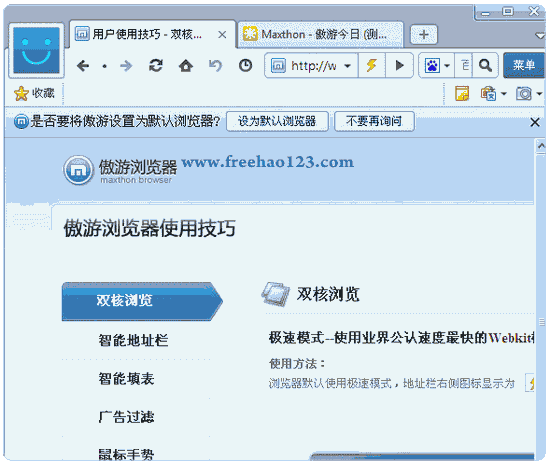 用户使用技巧 - 双核...
Maxthon - 傲游今日 (测...
http://w
菜单
收藏
是否要将傲游设置为默认浏览器?
设为默认浏览器
不要再询问
傲游浏览器 www.freehao123.com
maxthon browser
傲游浏览器使用技巧
双核浏览
智能地址栏
智能填表
广告过滤
鼠标手势
双核浏览
极速模式--使用业界公认速度最快的Webkit
使用方法：
浏览器默认使用极速模式，地址栏右侧图标显示为